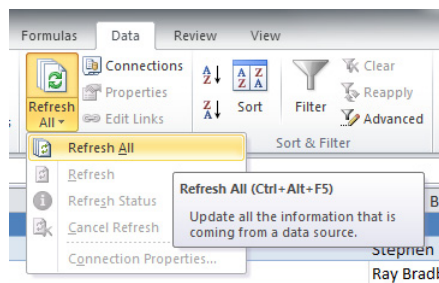 Formulas Data Review View
Connections
Properties
Edit Links
Refresh
All
A Z
Z A
A Z
Z A
Sort
Filter
Clear
Reapply
Advanced
Sort & Filter
Refresh All
Refresh
Refresh Status
Cancel Refresh
Connection Properties...
Refresh All (Ctrl+Alt+F5)
Update all the information that is
coming from a data source.
B
Stephen
Ray Bradb